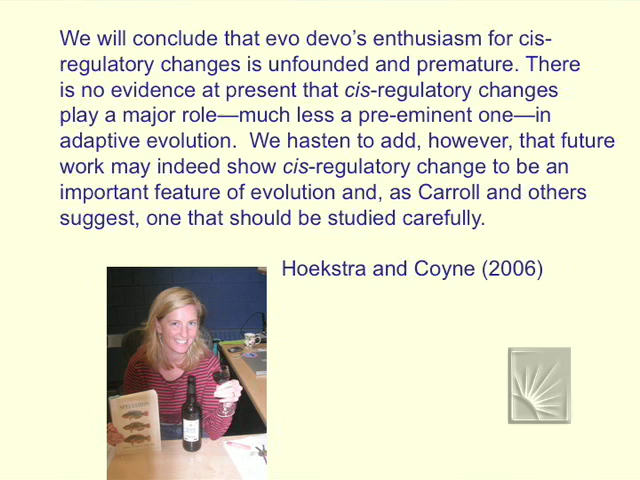 We will conclude that evo devo’s enthusiasm for cis-
regulatory changes is unfounded and premature. There
is no evidence at present that cis-regulatory changes
play a major role—much less a pre-eminent one—in
adaptive evolution.  We hasten to add, however, that future
work may indeed show cis-regulatory change to be an
important feature of evolution and, as Carroll and others
suggest, one that should be studied carefully.
Hoekstra and Coyne (2006)
SPECIATION